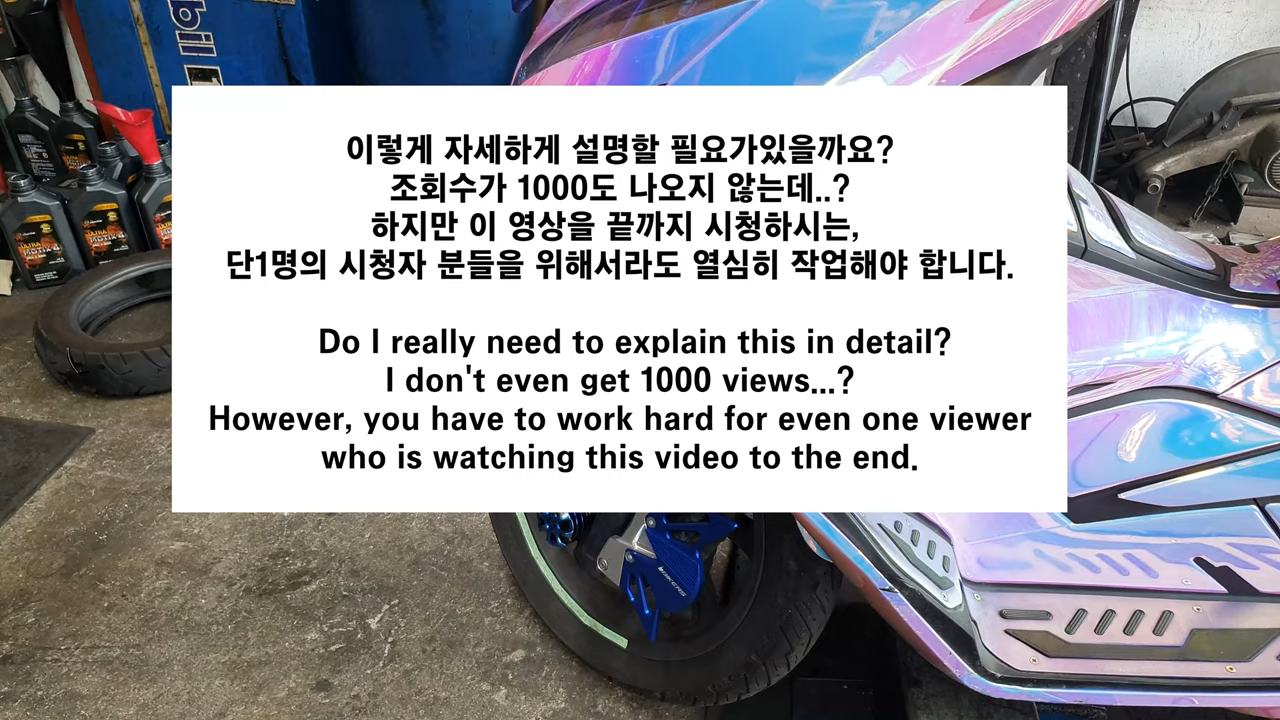 bil
이렇게 자세하게 설명할 필요가있을까요?
조회수가 1000도 나오지 않는데..?
하지만 이 영상을 끝까지 시청하시는,
단1명의 시청자 분들을 위해서라도 열심히 작업해야 합니다.
Do I really need to explain this in detail?
I don't even get 1000 views...?
However, you have to work hard for even one viewer
who is watching this video to the end.